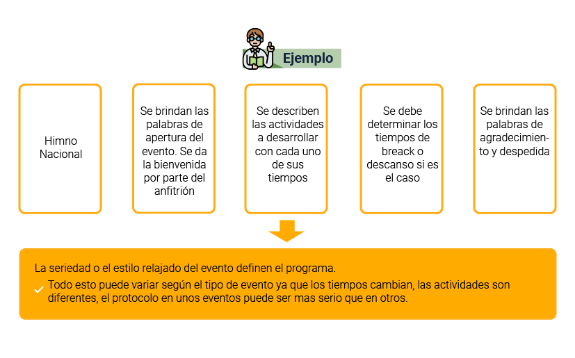 Ejemplo
Himno
Nacional
Se brindan las
palabras de
apertura del
evento. Se da
la bienvenida
por parte del
anfitrión
Se describen
las actividades
a desarrollar
con cada uno
de sus
tiempos
Se debe
determinar los
tiempos de
breack o
descanso si es
el caso
Se brindan las
palabras de
agradecimien-
to y despedida
La seriedad o el estilo relajado del evento definen el programa.
Todo esto puede variar según el tipo de evento ya que los tiempos cambian, las actividades son
diferentes, el protocolo en unos eventos puede ser mas serio que en otros.